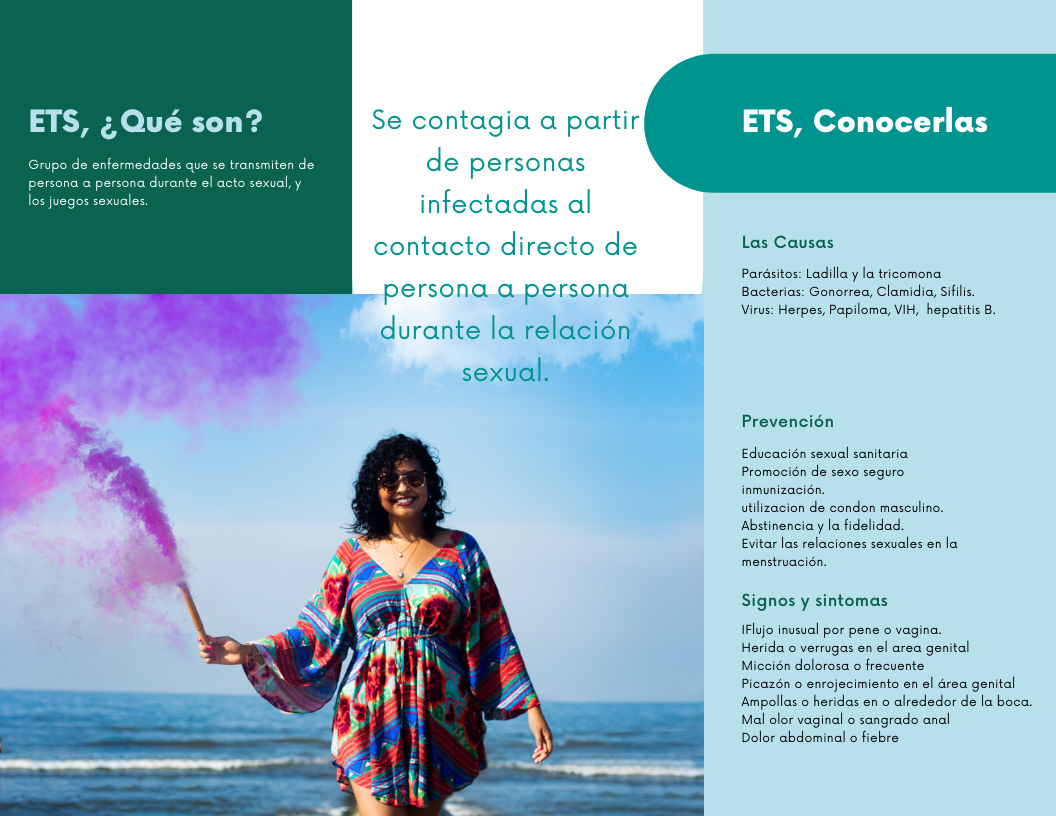 ETS, ¿Qué son?
Grupo de enfermedades que se transmiten de
persona a persona durante el acto sexual, y
los juegos sexuales.
Se contagia a partir
de personas
infectadas al
contacto directo de
persona a persona
durante la relación
sexual.
ETS, Conocerlas
Las Causas
Parásitos: Ladilla y la tricomona
Bacterias: Gonorrea, Clamidia, Sifilis.
Virus: Herpes, Papiloma, VIH,  hepatitis B.
Prevención
Educación sexual sanitaria
Promoción de sexo seguro
inmunización.
utilizacion de condon masculino.
Abstinencia y la fidelidad.
Evitar las relaciones sexuales en la
menstruación.
Signos y sintomas
IFlujo inusual por pene o vagina.
Herida o verrugas en el area genital
Micción dolorosa o frecuente
Picazón o enrojecimiento en el área genital
Ampollas o heridas en o alrededor de la boca.
Mal olor vaginal o sangrado anal
Dolor abdominal o fiebre